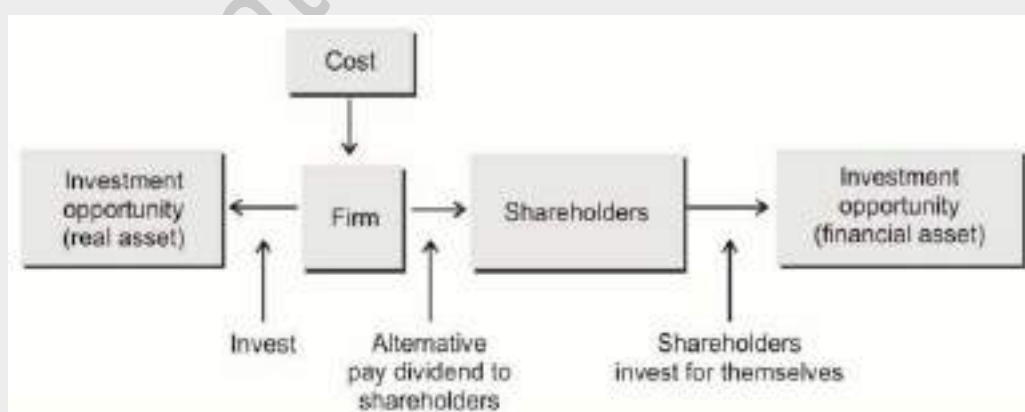 Cost
Investment
opportunity
(real asset)
Firm
Shareholders
Investment
opportunity
(financial asset)
Invest
Alternative
pay dividend to
shareholders
Shareholders
invest for themselves